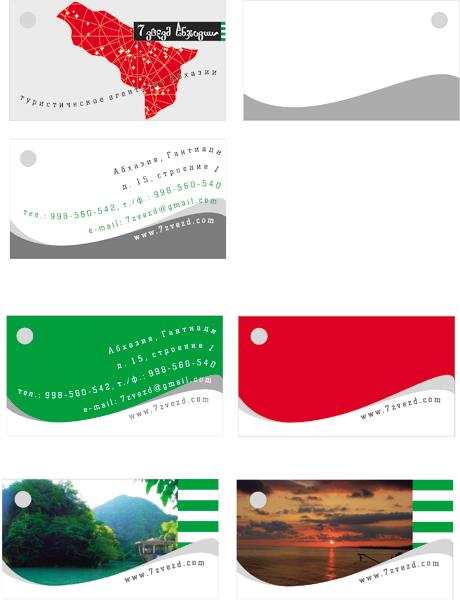 7 звезд Абхазии
туристическое агентство Абхазии
Абхазия, Гантиади
д. 15, строение 1
тел.: 998-560-542, т./ф.: 998-560-540
e-mail: 7zvezd@gmail.com
www.7zvezd.com
Абхазия, Гантиади
д. 15, строение 1
тел.: 998-560-542, т./ф.: 998-560-540
e-mail: 7zvezd@gmail.com
www.7zvezd.com
www.7zvezd.com
www.7zvezd.com
www.7zvezd.com